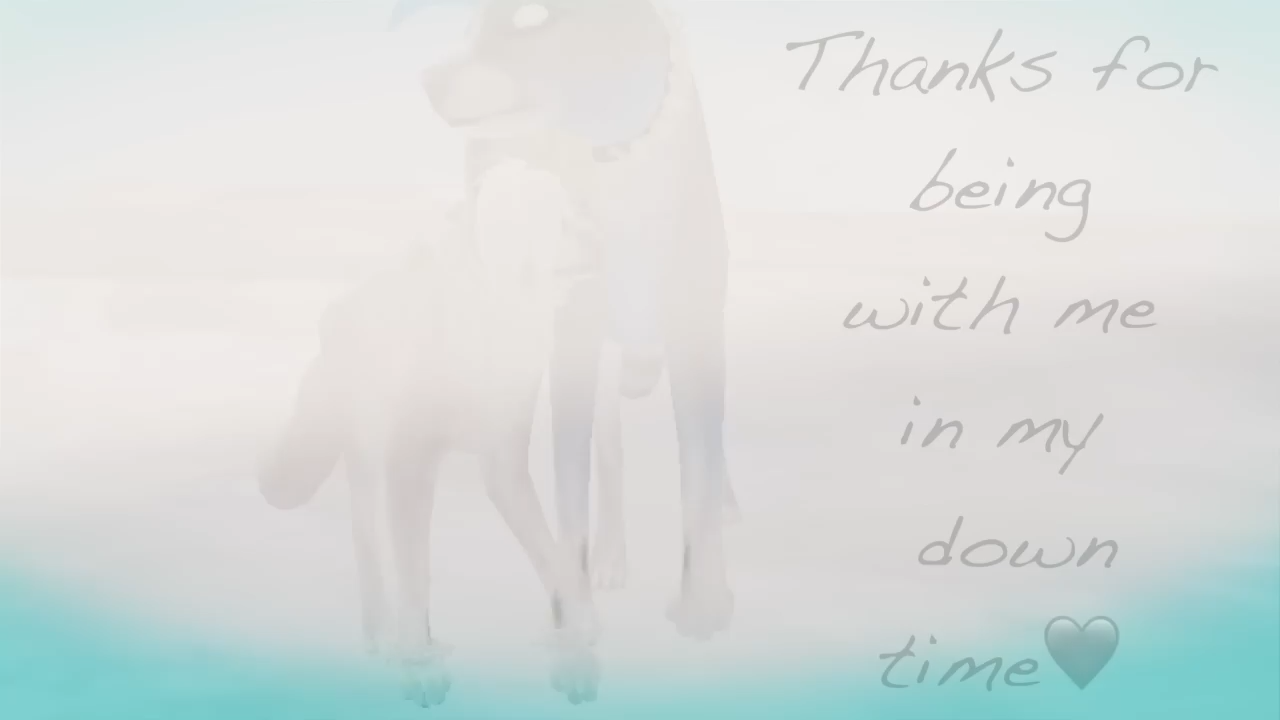 Thanks for
being
with me
in my
down
time🖤